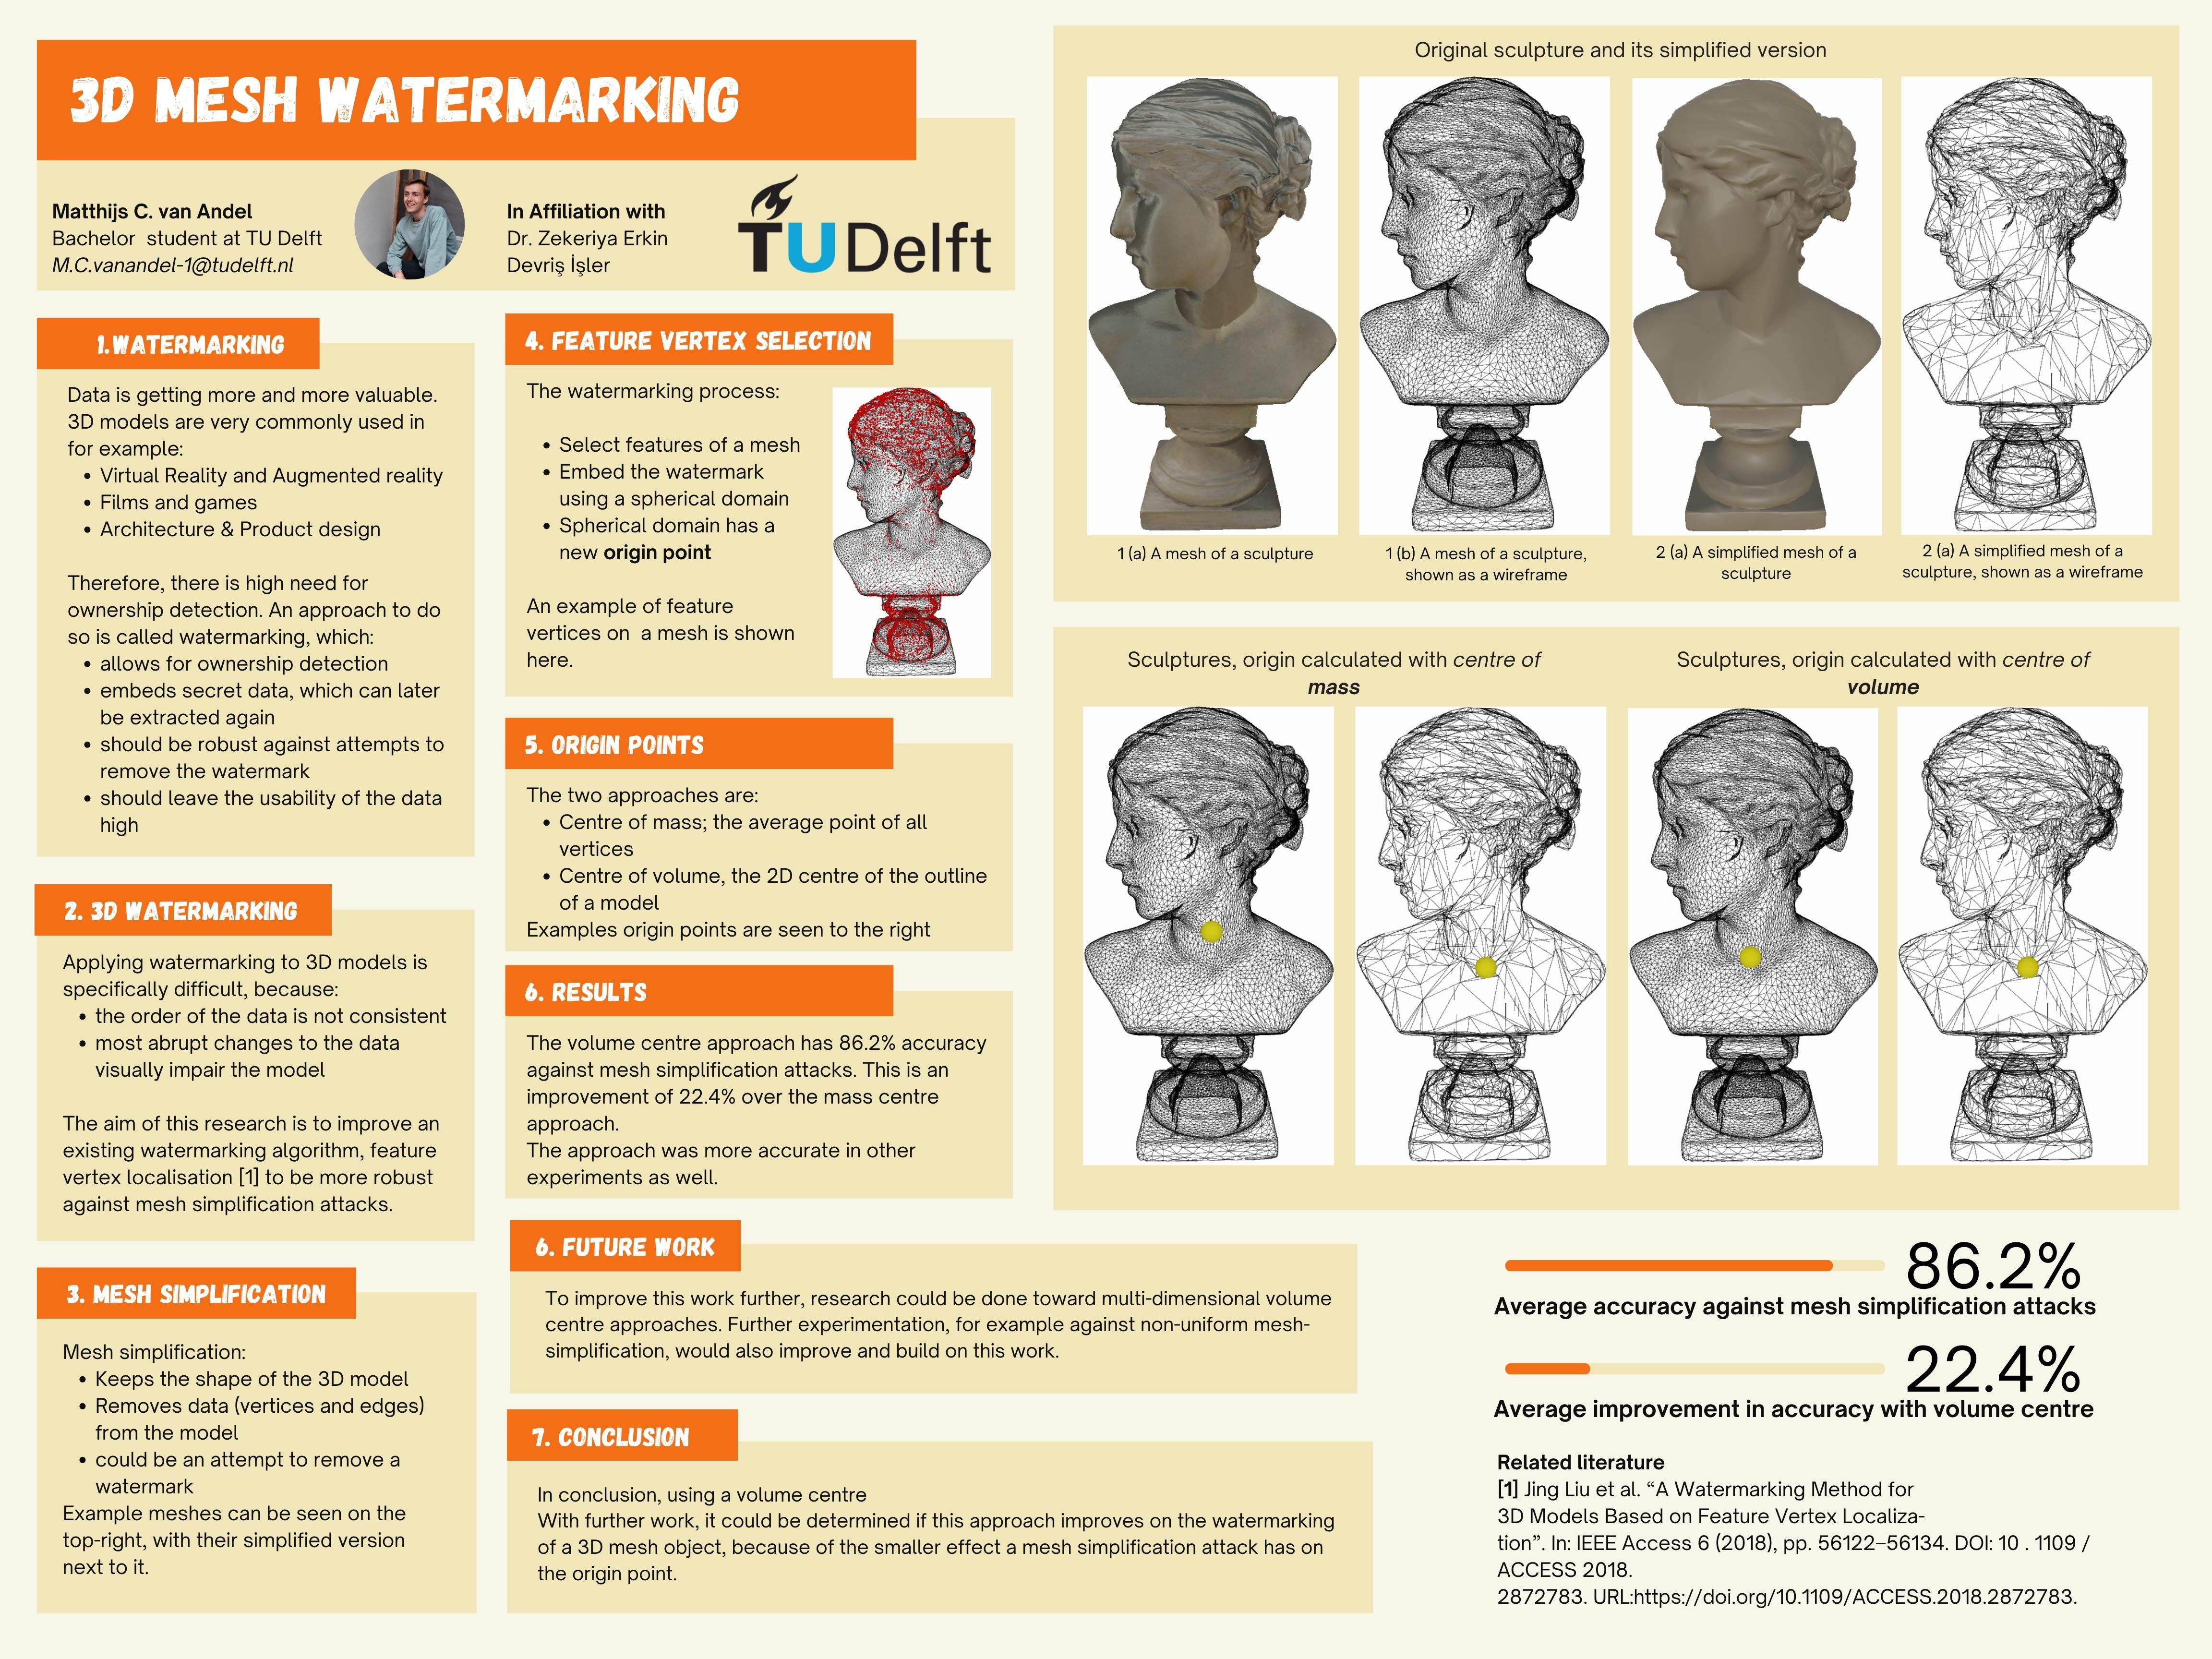 3D MESH WATERMARKING
Matthijs C. van Andel
Bachelor student at TU Delft
M.C.vanandel-1@tudelft.nl
In Affiliation with
Dr. Zekeriya Erkin
Devriş İşler
TU Delft
1.WATERMARKING
Data is getting more and more valuable.
3D models are very commonly used in
for example:
• Virtual Reality and Augmented reality
• Films and games
• Architecture & Product design
Therefore, there is high need for
ownership detection. An approach to do
so is called watermarking, which:
• allows for ownership detection
• embeds secret data, which can later
be extracted again
• should be robust against attempts to
remove the watermark
• should leave the usability of the data
high
2. 3D WATERMARKING
Applying watermarking to 3D models is
specifically difficult, because:
• the order of the data is not consistent
• most abrupt changes to the data
visually impair the model
The aim of this research is to improve an
existing watermarking algorithm, feature
vertex localisation [1] to be more robust
against mesh simplification attacks.
3. MESH SIMPLIFICATION
Mesh simplification:
• Keeps the shape of the 3D model
• Removes data (vertices and edges)
from the model
• could be an attempt to remove a
watermark
Example meshes can be seen on the
top-right, with their simplified version
next to it.
4. FEATURE VERTEX SELECTION
The watermarking process:
• Select features of a mesh
• Embed the watermark
using a spherical domain
• Spherical domain has a
new origin point
An example of feature
vertices on a mesh is shown
here.
5. ORIGIN POINTS
The two approaches are:
• Centre of mass; the average point of all
vertices
• Centre of volume, the 2D centre of the outline
of a model
Examples origin points are seen to the right
6. RESULTS
The volume centre approach has 86.2% accuracy
against mesh simplification attacks. This is an
improvement of 22.4% over the mass centre
approach.
The approach was more accurate in other
experiments as well.
6. FUTURE WORK
To improve this work further, research could be done toward multi-dimensional volume
centre approaches. Further experimentation, for example against non-uniform mesh-
simplification, would also improve and build on this work.
7. CONCLUSION
In conclusion, using a volume centre
With further work, it could be determined if this approach improves on the watermarking
of a 3D mesh object, because of the smaller effect a mesh simplification attack has on
the origin point.
Original sculpture and its simplified version
1 (a) A mesh of a sculpture
1 (b) A mesh of a sculpture,
shown as a wireframe
2 (a) A simplified mesh of a
sculpture
2 (a) A simplified mesh of a
sculpture, shown as a wireframe
Sculptures, origin calculated with centre of
mass
Sculptures, origin calculated with centre of
volume
86.2%
Average accuracy against mesh simplification attacks
22.4%
Average improvement in accuracy with volume centre
Related literature
[1] Jing Liu et al. “A Watermarking Method for
3D Models Based on Feature Vertex Localiza-
tion”. In: IEEE Access 6 (2018), pp. 56122–56134. DOI: 10 . 1109 /
ACCESS 2018.
2872783. URL:https://doi.org/10.1109/ACCESS.2018.2872783.